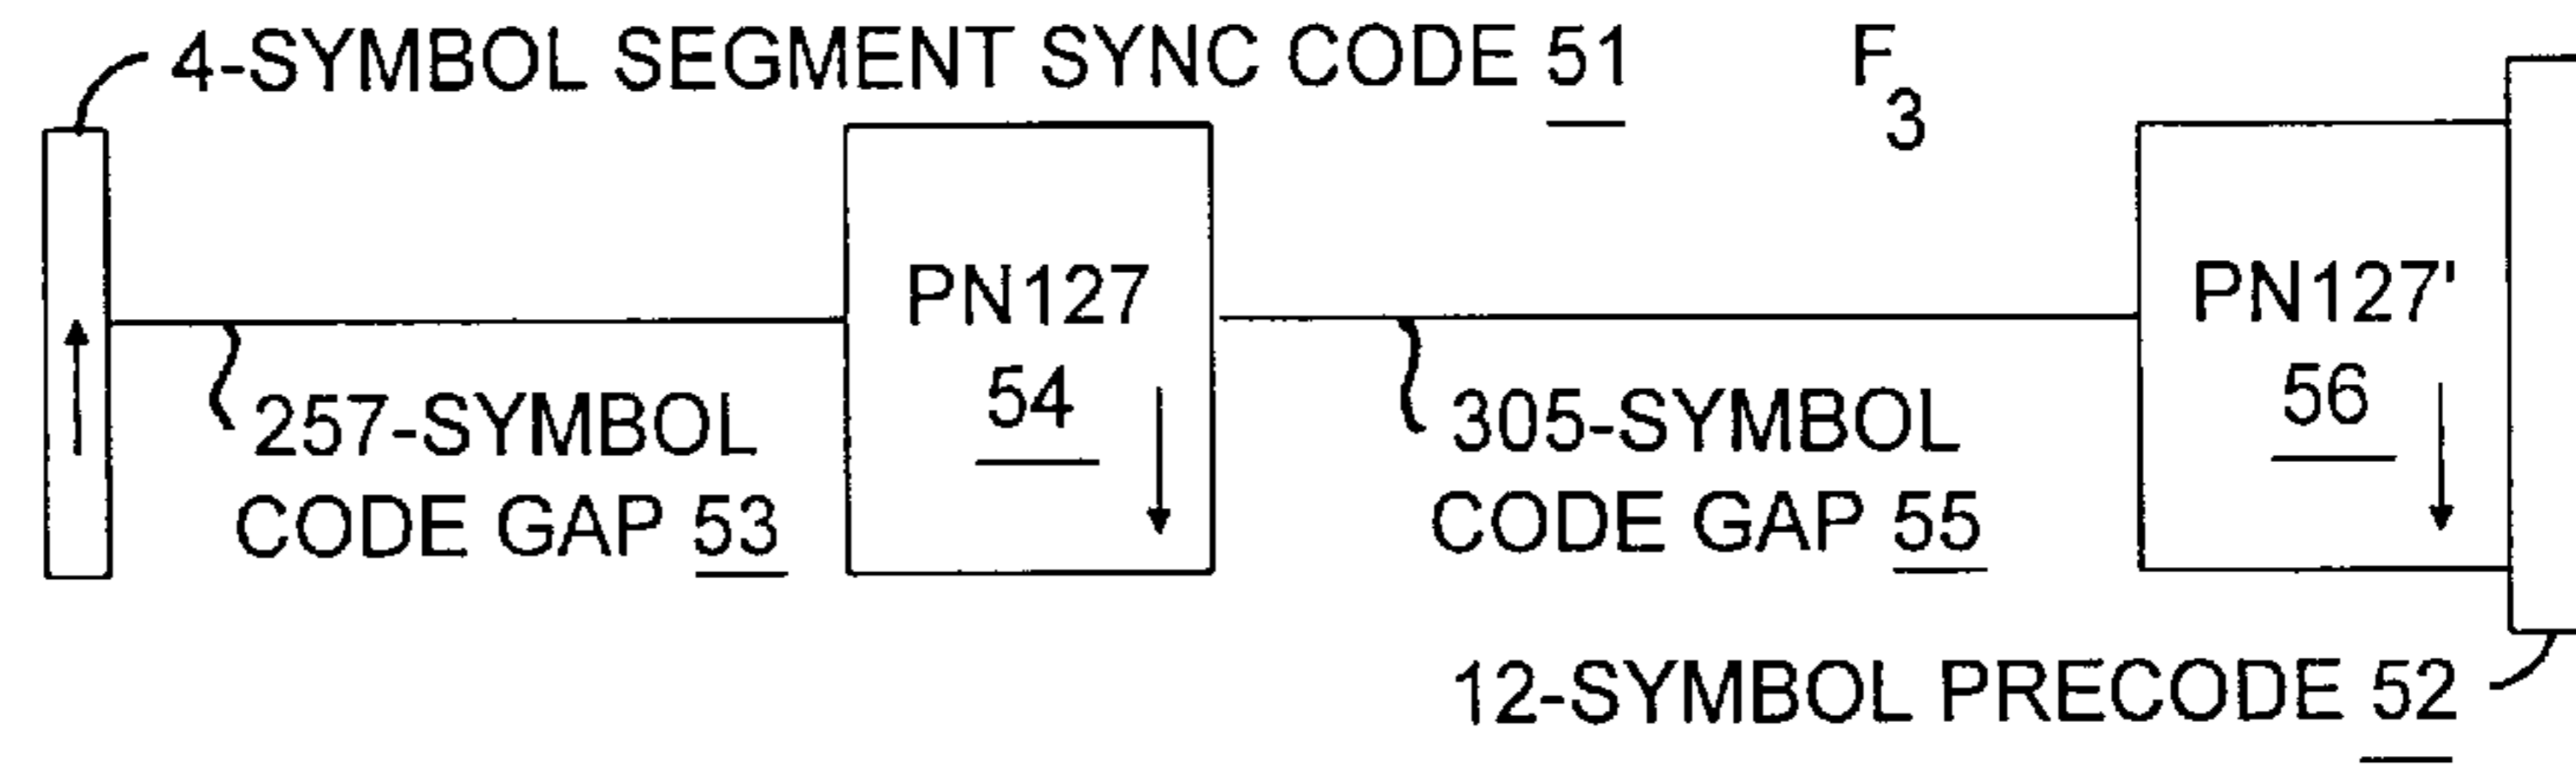 4-SYMBOL SEGMENT SYNC CODE 51
F3
PN127
54
PN127'
56
257-SYMBOL
CODE GAP 53
305-SYMBOL
CODE GAP 55
12-SYMBOL PRECODE 52